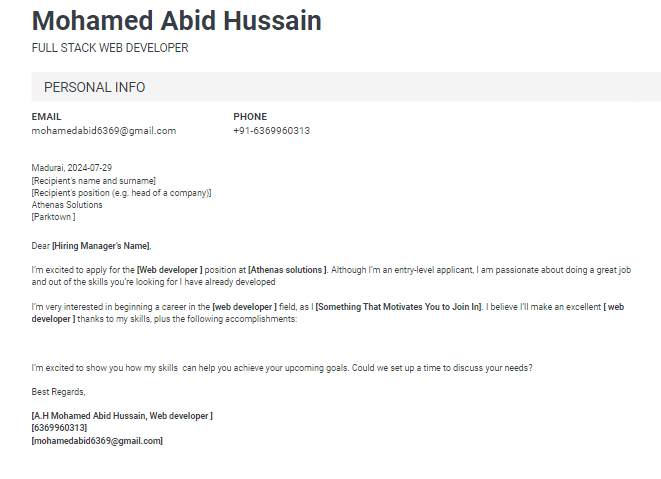 Mohamed Abid Hussain
FULL STACK WEB DEVELOPER
PERSONAL INFO
EMAIL
PHONE
mohamedabid6369@gmail.com
+91-6369960313
Madurai, 2024-07-29
[Recipient's name and surname]
[Recipient's position (e.g. head of a company)]
Athenas Solutions
[Parktown ]
Dear [Hiring Manager's Name],
I'm excited to apply for the [Web developer ] position at [Athenas solutions ]. Although I'm an entry-level applicant, I am passionate about doing a great job
and out of the skills you're looking for I have already developed
I'm very interested in beginning a career in the [web developer ] field, as I [Something That Motivates You to Join In]. I believe I'll make an excellent [ web
developer ] thanks to my skills, plus the following accomplishments:
I'm excited to show you how my skills  can help you achieve your upcoming goals. Could we set up a time to discuss your needs?
Best Regards,
[A.H Mohamed Abid Hussain, Web developer ]
[6369960313]
[mohamedabid6369@gmail.com]